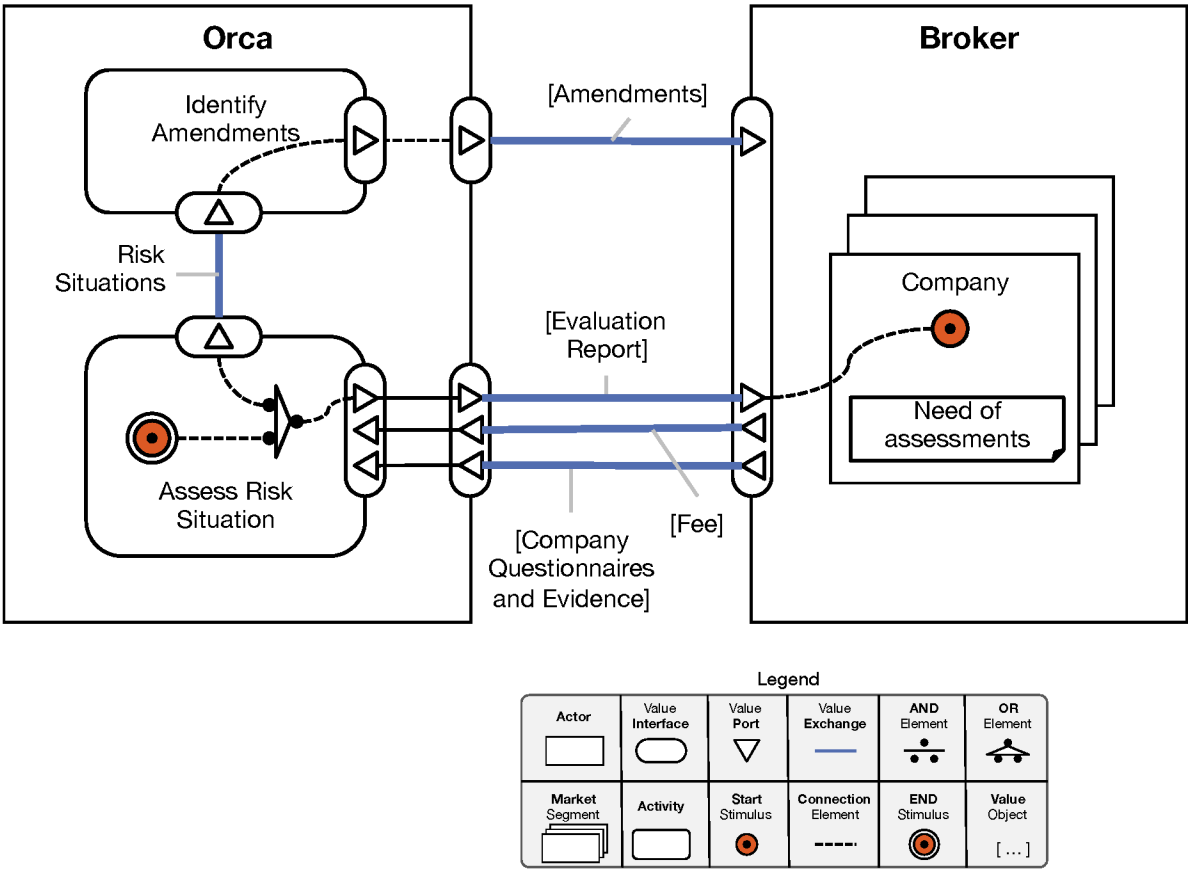 Orca
Broker
Identify
Amendments
[Amendments]
Risk
Situations
Company
[Evaluation
Report]
Need of
assessments
Assess Risk
Situation
[Fee]
[Company
Questionnaires
and Evidence]
Legend
Actor
Value
Interface
Value
Port
Value
Exchange
AND
Element
OR
Element
Market
Segment
Activity
Start
Stimulus
Connection
Element
END
Stimulus
Value
Object
[ ... ]